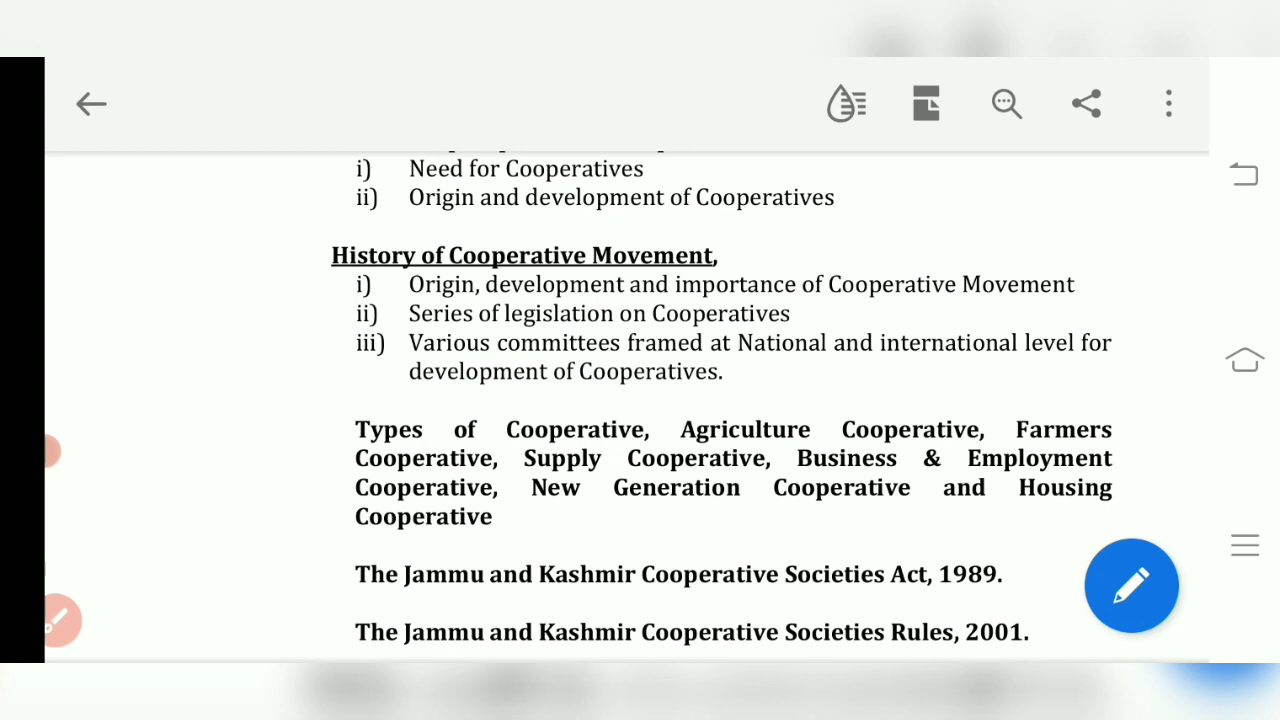 i) Need for Cooperatives
ii) Origin and development of Cooperatives
History of Cooperative Movement,
i) Origin, development and importance of Cooperative Movement
ii) Series of legislation on Cooperatives
iii) Various committees framed at National and international level for
development of Cooperatives.
Types of Cooperative, Agriculture Cooperative, Farmers
Cooperative, Supply Cooperative, Business & Employment
Cooperative, New Generation Cooperative and Housing
Cooperative
The Jammu and Kashmir Cooperative Societies Act, 1989.
The Jammu and Kashmir Cooperative Societies Rules, 2001.